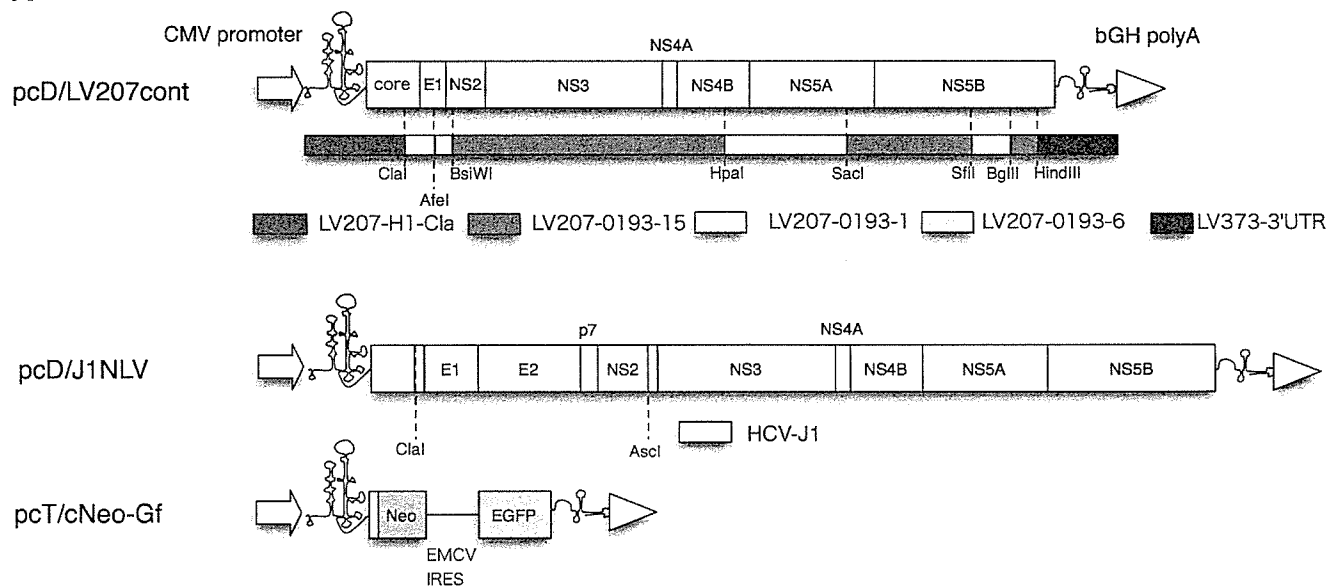 CMV promoter
NS4A
bGH polyA
pcD/LV207cont
core E1 NS2 NS3 NS4B NS5A NS5B
ClaI AfeI BsiWI HpaI SacI SfiI BglII HindIII
LV207-H1-Cla LV207-0193-15 LV207-0193-1 LV207-0193-6 LV373-3'UTR
p7 NS4A
pcD/J1NLV
E1 E2 NS2 NS3 NS4B NS5A NS5B
ClaI AscI
HCV-J1
pcT/cNeo-Gf
Neo EGFP
EMCV
IRES